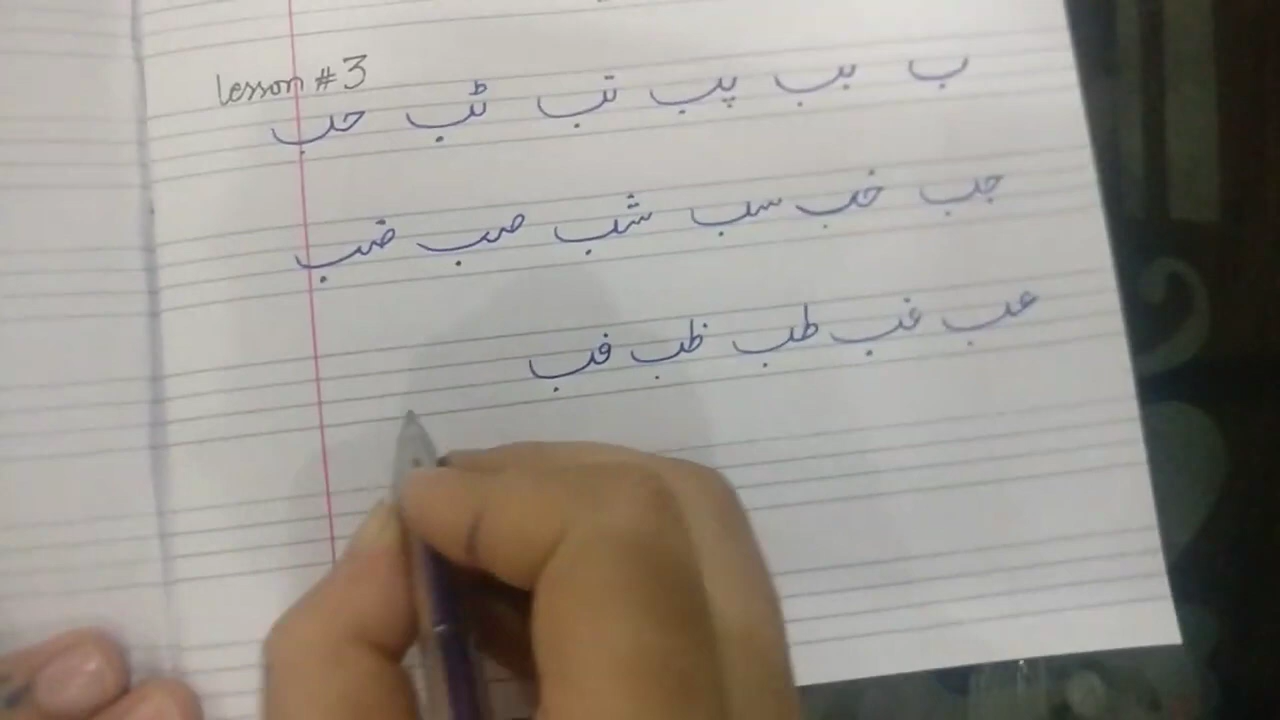 Lesson #3
ب بب پب تب ٹب حب
جب خب سب شب صب ضب
عب غب طب ظب فب